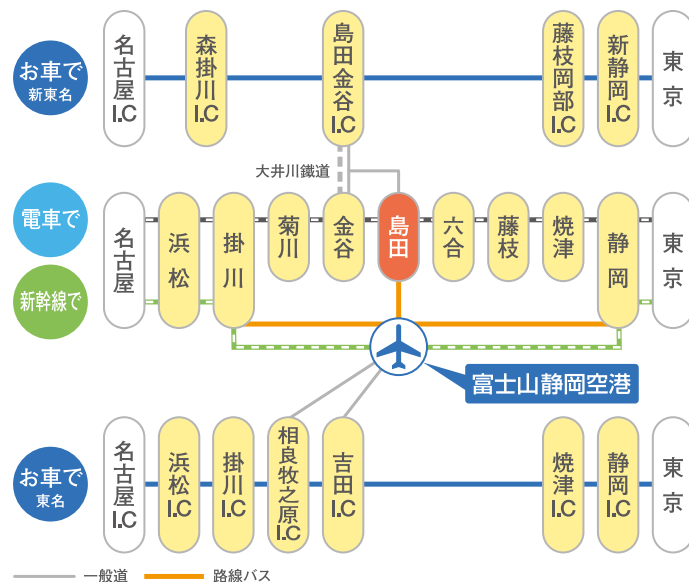 お車で
新東名
名古屋I.C
森掛川I.C
島田金谷I.C
藤枝岡部I.C
新静岡I.C
東京
大井川鐵道
電車で
新幹線で
名古屋
浜松
掛川
菊川
金谷
島田
六合
藤枝
焼津
静岡
東京
富士山静岡空港
お車で
東名
名古屋I.C
浜松I.C
掛川I.C
相良牧之原I.C
吉田I.C
焼津I.C
静岡I.C
東京
一般道
路線バス